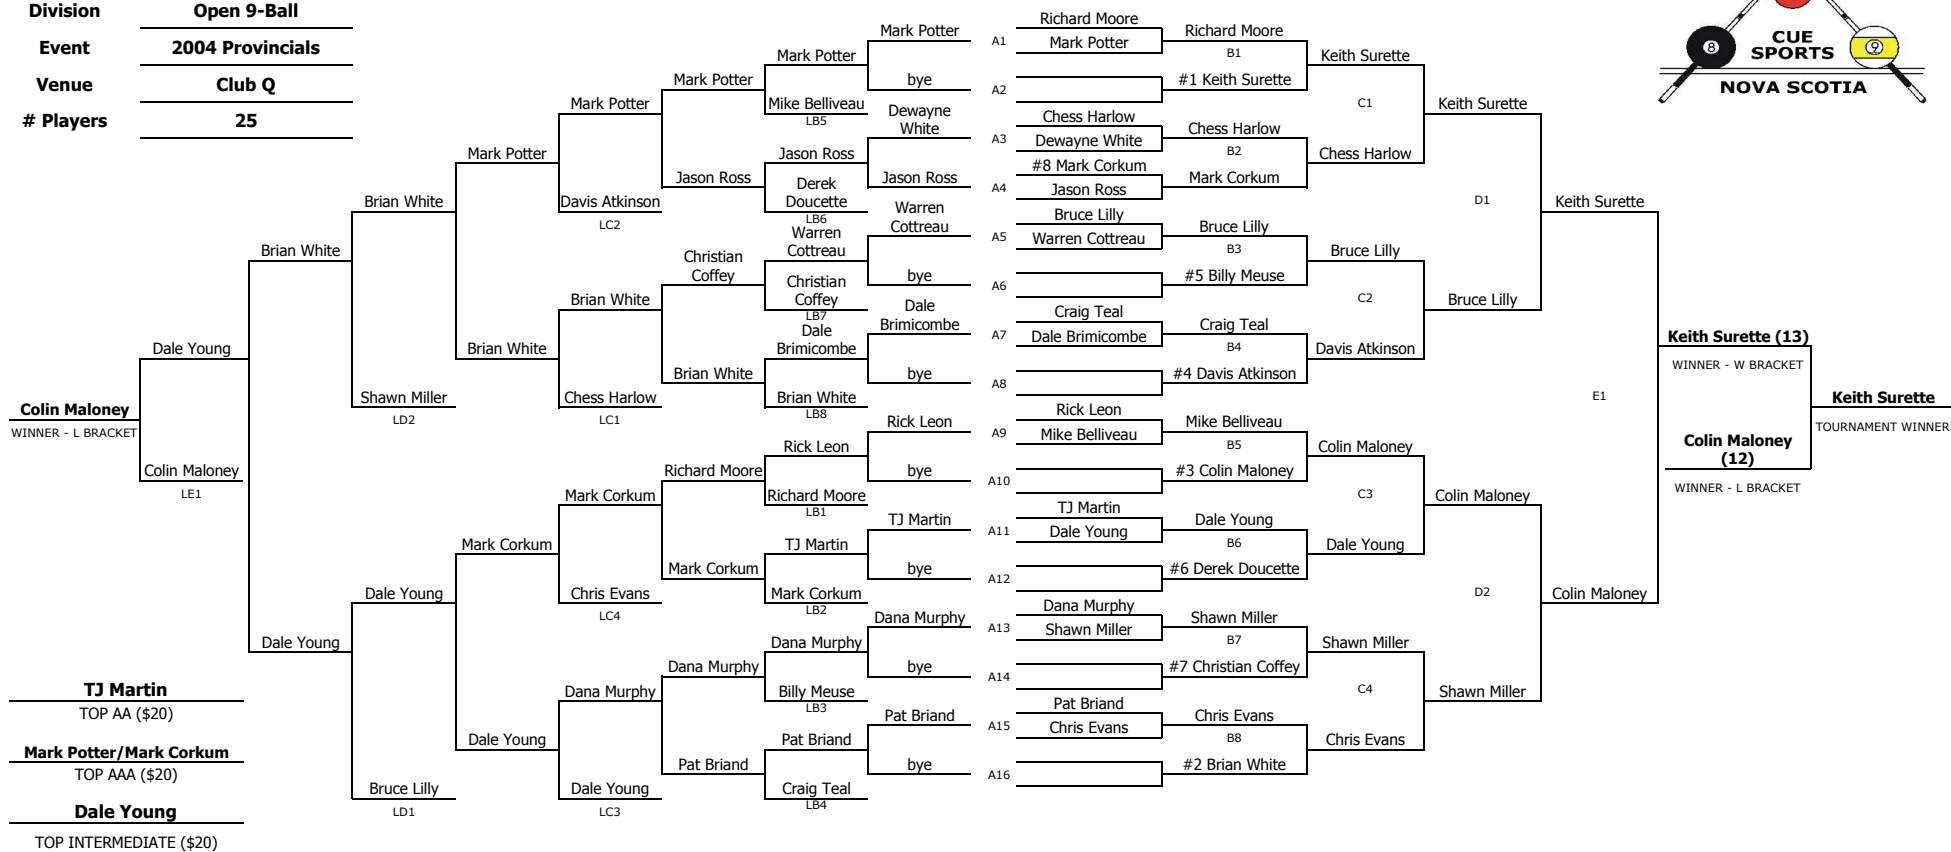 Division Open 9-Ball
Event 2004 Provincials
Venue Club Q
# Players 25
8
9
CUE
SPORTS
NOVA SCOTIA
Colin Maloney
WINNER - L BRACKET
Dale Young
Colin Maloney
LE1
Brian White
Dale Young
Brian White
Shawn Miller
LD2
Dale Young
Bruce Lilly
LD1
Mark Potter
Brian White
Mark Corkum
Dale Young
Mark Potter
Davis Atkinson
LC2
Brian White
Chess Harlow
LC1
Mark Corkum
Chris Evans
LC4
Dana Murphy
Dale Young
LC3
Mark Potter
Jason Ross
Christian
Coffey
Brian White
Richard Moore
Mark Corkum
Dana Murphy
Pat Briand
Mark Potter
Mike Belliveau
LB5
Jason Ross
Derek
Doucette
LB6
Warren
Cottreau
Christian
Coffey
LB7
Dale
Brimicombe
Brian White
LB8
Rick Leon
Richard Moore
LB1
TJ Martin
Mark Corkum
LB2
Dana Murphy
Billy Meuse
LB3
Pat Briand
Craig Teal
LB4
Mark Potter
bye
Dewayne
White
Jason Ross
Warren
Cottreau
bye
Dale
Brimicombe
bye
Rick Leon
bye
TJ Martin
bye
Dana Murphy
bye
Pat Briand
bye
A1
A2
A3
A4
A5
A6
A7
A8
A9
A10
A11
A12
A13
A14
A15
A16
Richard Moore
Mark Potter
Chess Harlow
Dewayne White
#8 Mark Corkum
Jason Ross
Bruce Lilly
Warren Cottreau
Craig Teal
Dale Brimicombe
Rick Leon
Mike Belliveau
TJ Martin
Dale Young
Dana Murphy
Shawn Miller
Pat Briand
Chris Evans
Richard Moore
B1
#1 Keith Surette
Chess Harlow
B2
Mark Corkum
Bruce Lilly
B3
#5 Billy Meuse
Craig Teal
B4
#4 Davis Atkinson
Mike Belliveau
B5
#3 Colin Maloney
Dale Young
B6
#6 Derek Doucette
Shawn Miller
B7
#7 Christian Coffey
Chris Evans
B8
#2 Brian White
Keith Surette
C1
Chess Harlow
Bruce Lilly
C2
Davis Atkinson
Colin Maloney
C3
Dale Young
Shawn Miller
C4
Chris Evans
Keith Surette
D1
Bruce Lilly
Colin Maloney
D2
Shawn Miller
Keith Surette
E1
Colin Maloney
Keith Surette (13)
WINNER - W BRACKET
Colin Maloney
(12)
WINNER - L BRACKET
Keith Surette
TOURNAMENT WINNER
TJ Martin
TOP AA ($20)
Mark Potter/Mark Corkum
TOP AAA ($20)
Dale Young
TOP INTERMEDIATE ($20)